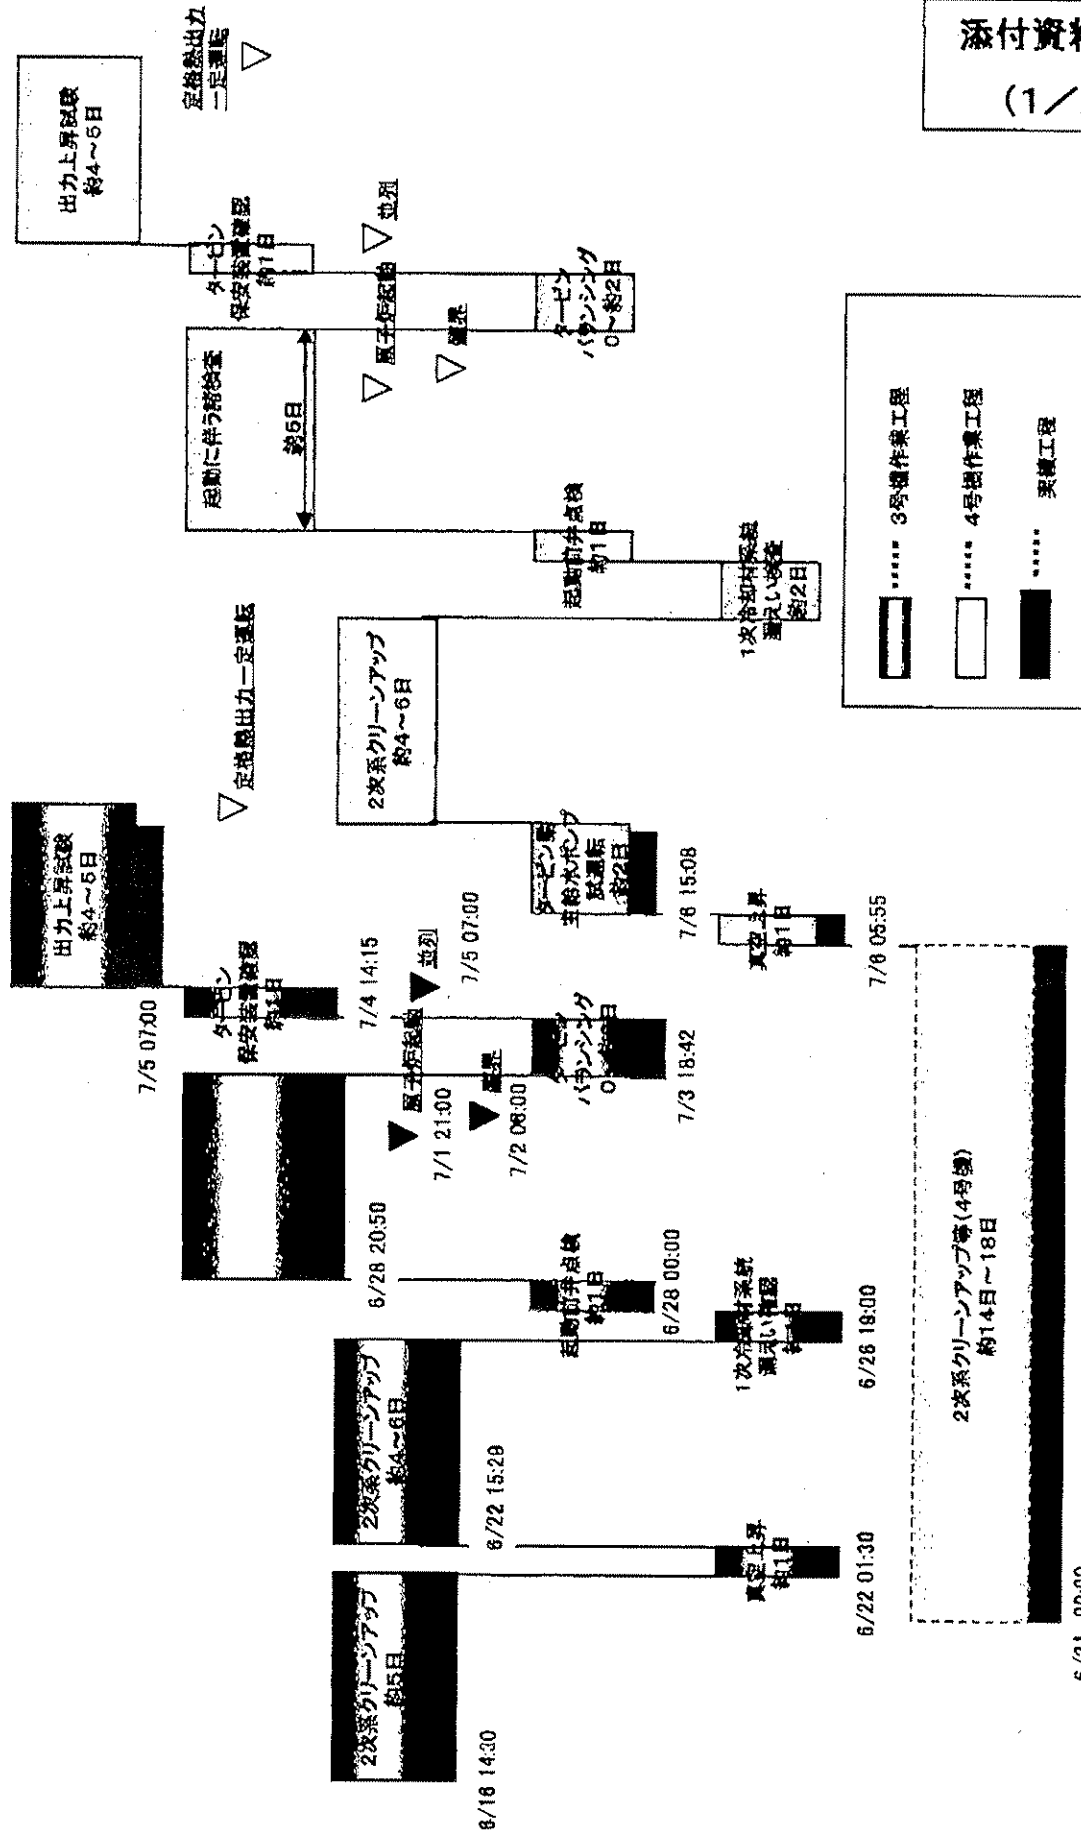 添付資料
(1/
出力上昇試験
約4～5日
定格熱出力
一定運転
タービン
保安装置確認
約1日
並列
原子炉起動
臨界
タービン
バランシング
0～約2日
起動に伴う諸検査
約5日
起動前弁点検
約1日
1次冷却材系統
漏えい検査
約2日
2次系クリーンアップ
約4～6日
定格熱出力一定運転
3号機作業工程
4号機作業工程
実績工程
出力上昇試験
約4～5日
7/5 07:00
タービン
保安装置確認
約1日
7/4 14:15
並列
7/5 07:00
原子炉起動
7/1 21:00
臨界
7/2 06:00
バランシング
7/3 18:42
タービン動
主給水ポンプ
試運転
約2日
7/6 15:08
真空上昇
約1日
7/6 05:55
6/28 20:50
起動前弁点検
約1日
6/28 00:00
1次冷却材系統
漏えい確認
6/26 19:00
2次系クリーンアップ
約4～6日
6/22 15:29
真空上昇
約1日
6/22 01:30
2次系クリーンアップ
約5日
6/16 14:30
2次系クリーンアップ等(4号機)
約14日～18日